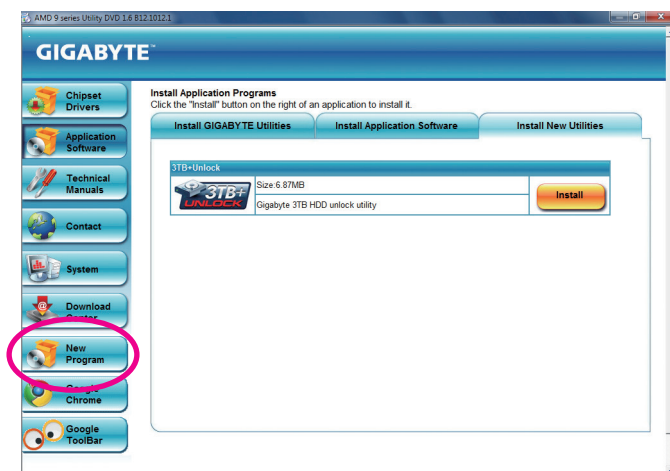 AMD 9 series Utility DVD 1.6 B12.1012.1
GIGABYTE™
Chipset
Drivers
Application
Software
Technical
Manuals
Contact
System
Download
Center
New
Program
Google
Chrome
Google
ToolBar
Install Application Programs
Click the "Install" button on the right of an application to install it.
Install GIGABYTE Utilities
Install Application Software
Install New Utilities
3TB+Unlock
3TB+
UNLOCK
Size:6.87MB
Gigabyte 3TB HDD unlock utility
Install